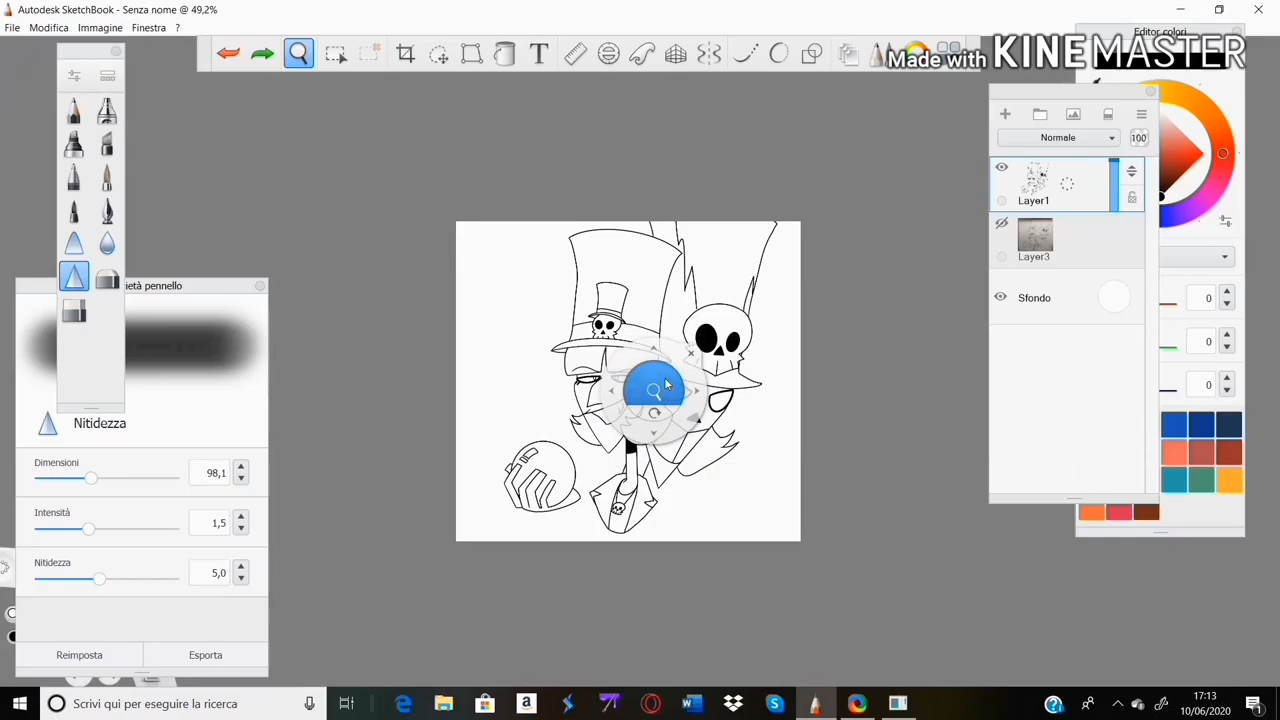 Autodesk SketchBook - Senza nome @ 49,2%
File Modifica Immagine Finestra ?
Editor colori
Made with KINEMASTER
Normale 100
Layer1
Layer3
Sfondo
0
0
0
età pennello
Nitidezza
Dimensioni
98,1
Intensità
1,5
Nitidezza
5,0
Reimposta Esporta
Scrivi qui per eseguire la ricerca
17:13
10/06/2020